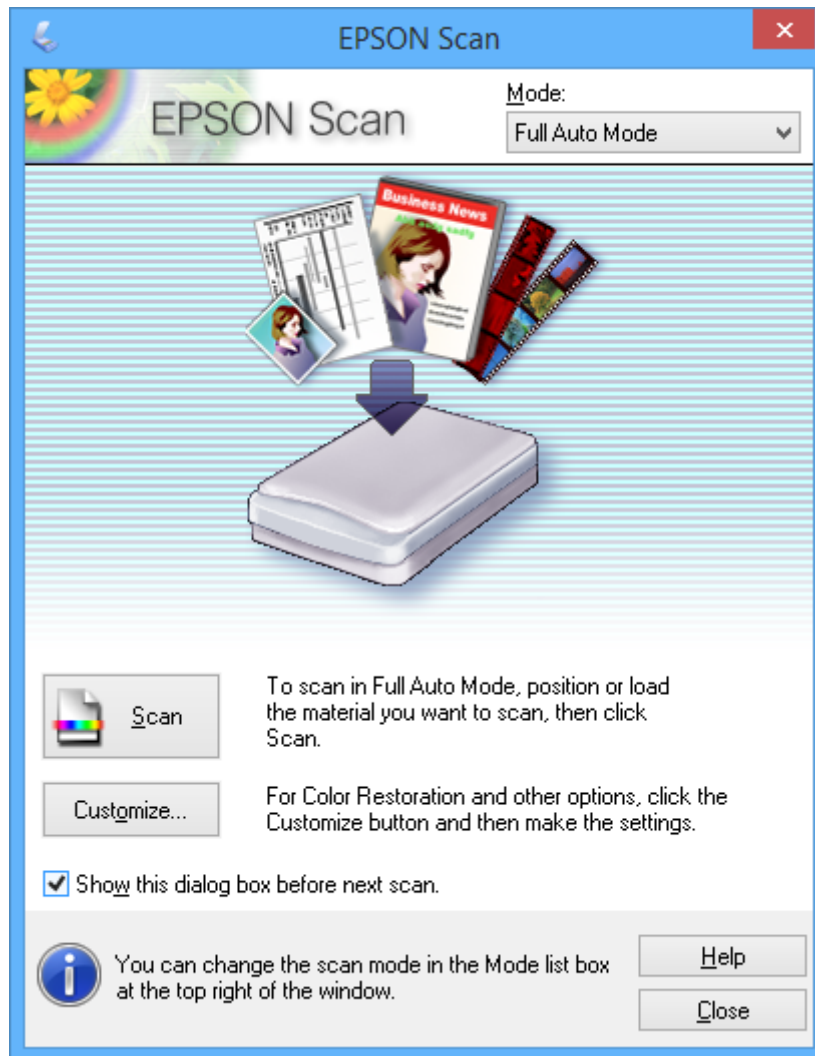 EPSON Scan
EPSON Scan
Mode:
Full Auto Mode
Business News
Scan
To scan in Full Auto Mode, position or load
the material you want to scan, then click
Scan.
Customize...
For Color Restoration and other options, click the
Customize button and then make the settings.
Show this dialog box before next scan.
You can change the scan mode in the Mode list box
at the top right of the window.
Help
Close